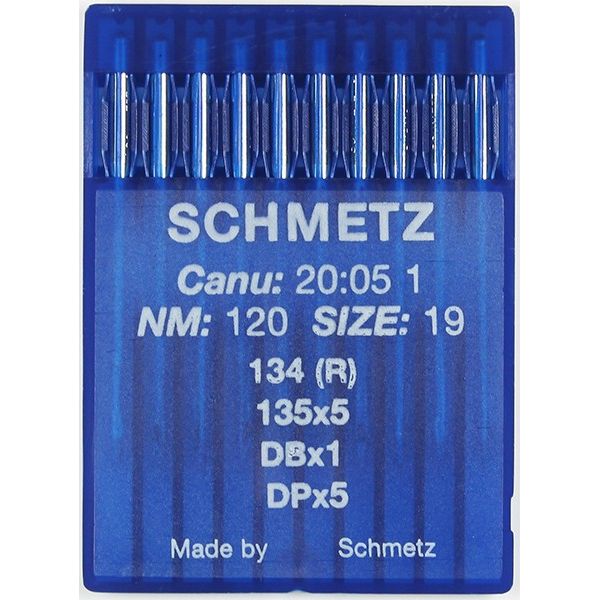 SCHMETZ
Canu: 20:05 1
NM: 120 SIZE: 19
134 (R)
135x5
DBx1
DPx5
Made by Schmetz